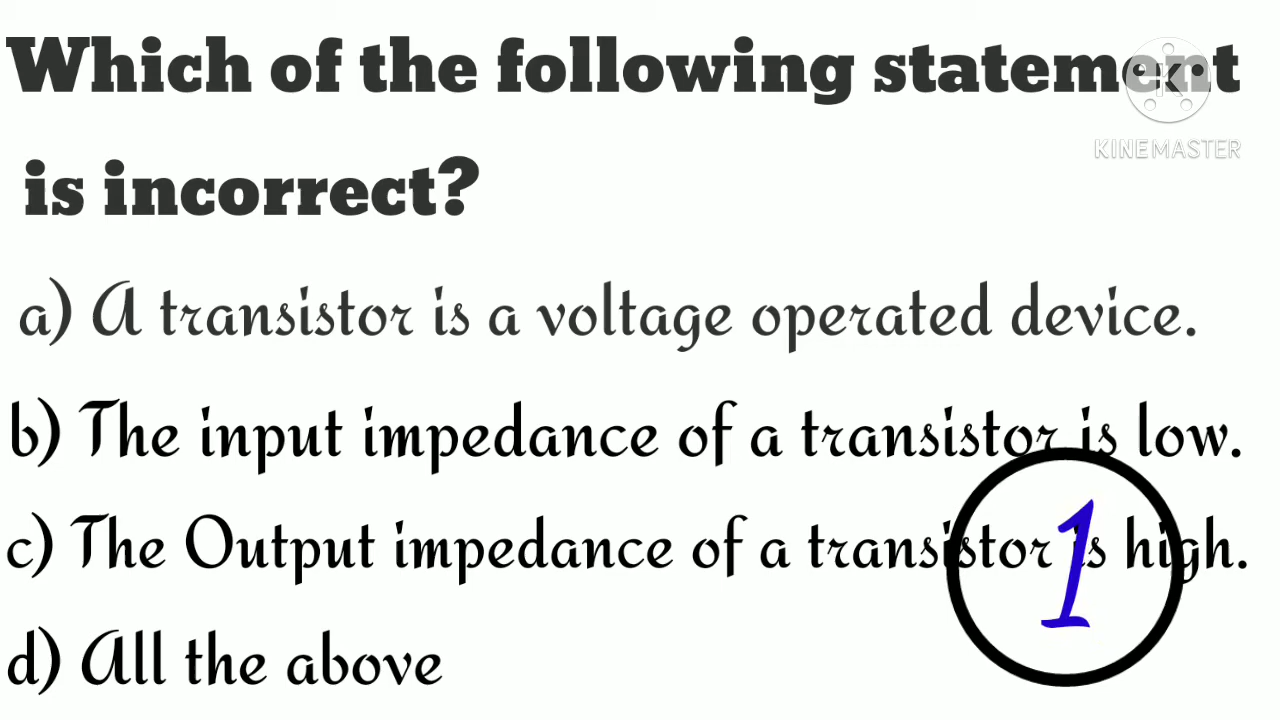 Which of the following statement
KINEMASTER
is incorrect?
a) A transistor is a voltage operated device.
b) The input impedance of a transistor is low.
c) The Output impedance of a transistor is high.
1
d) All the above